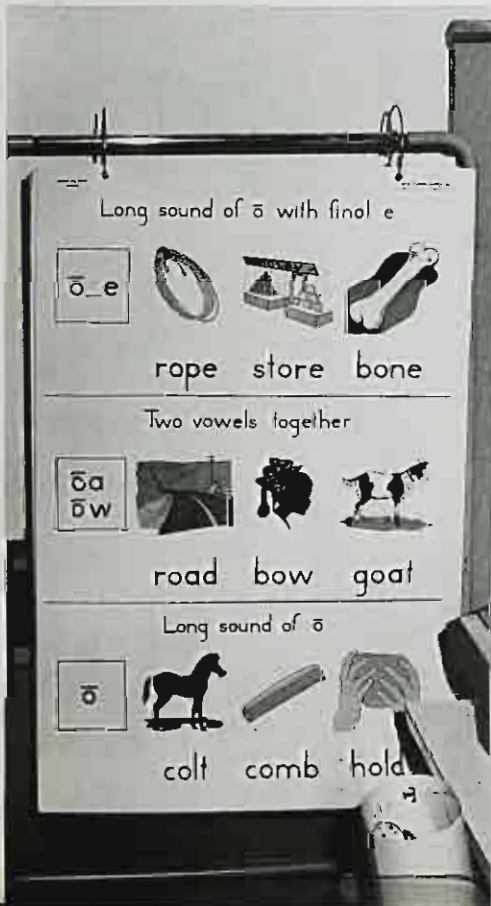 Long sound of ō with final e
ō_e
rope store bone
Two vowels together
ōa
ōw
road bow goat
Long sound of ō
ō
colt comb hold